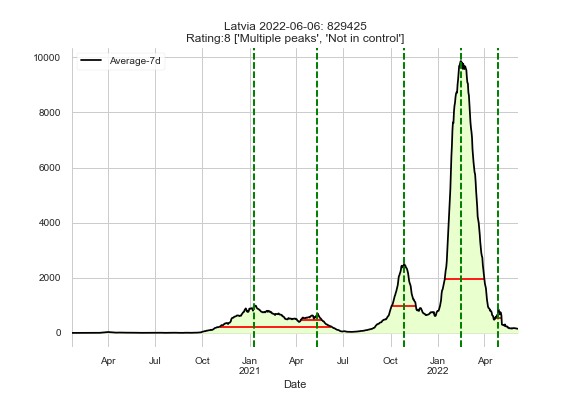 Latvia 2022-06-06: 829425
Rating:8 ['Multiple peaks', 'Not in control']
Average-7d
10000
8000
6000
4000
2000
0
Apr
Jul
Oct
Jan
2021
Apr
Jul
Oct
Jan
2022
Apr
Date